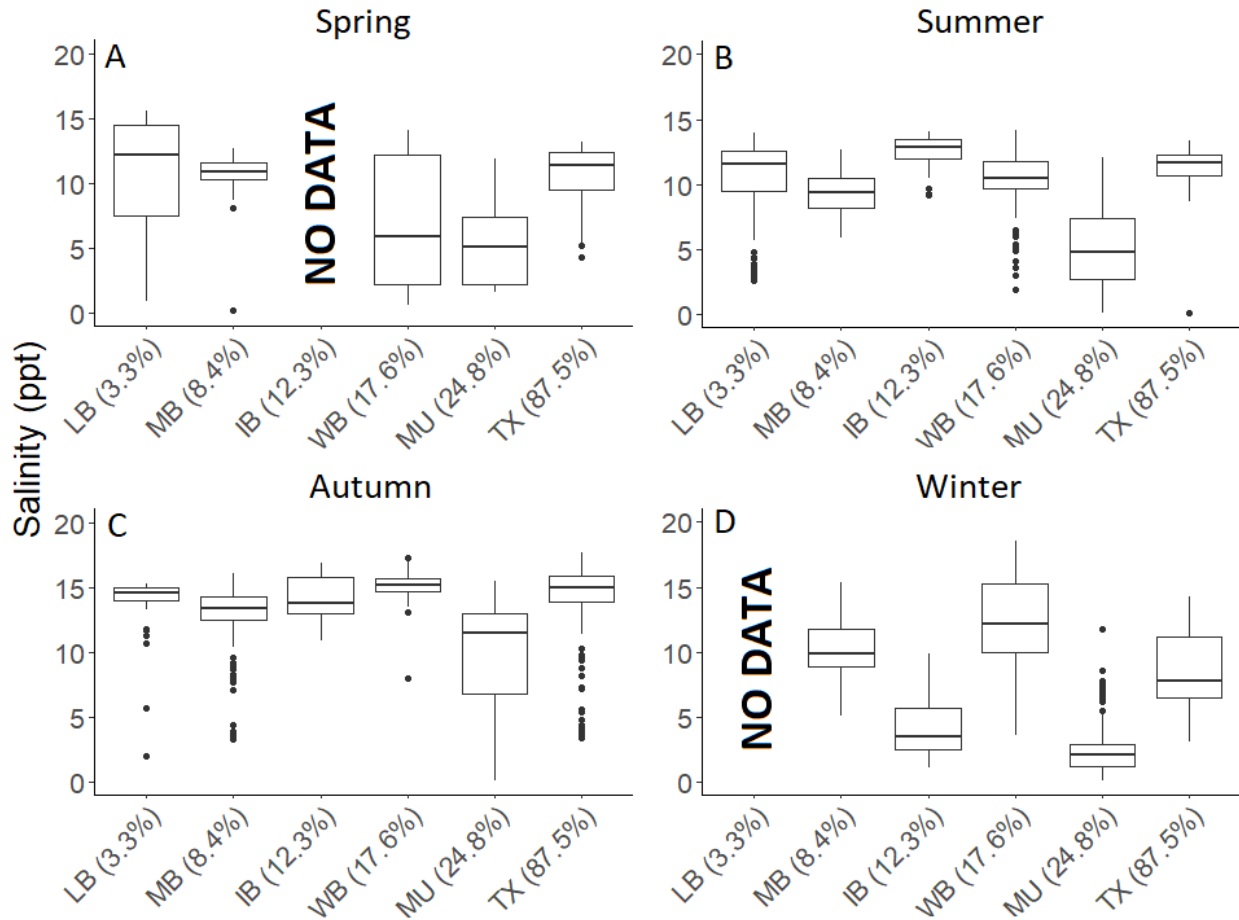 Spring
A
20
15
10
5
0
NO DATA
LB (3.3%)
MB (8.4%)
IB (12.3%)
WB (17.6%)
MU (24.8%)
TX (87.5%)
Summer
B
20
15
10
5
0
LB (3.3%)
MB (8.4%)
IB (12.3%)
WB (17.6%)
MU (24.8%)
TX (87.5%)
Salinity (ppt)
Autumn
C
20
15
10
5
0
LB (3.3%)
MB (8.4%)
IB (12.3%)
WB (17.6%)
MU (24.8%)
TX (87.5%)
Winter
D
20
15
10
5
0
NO DATA
LB (3.3%)
MB (8.4%)
IB (12.3%)
WB (17.6%)
MU (24.8%)
TX (87.5%)